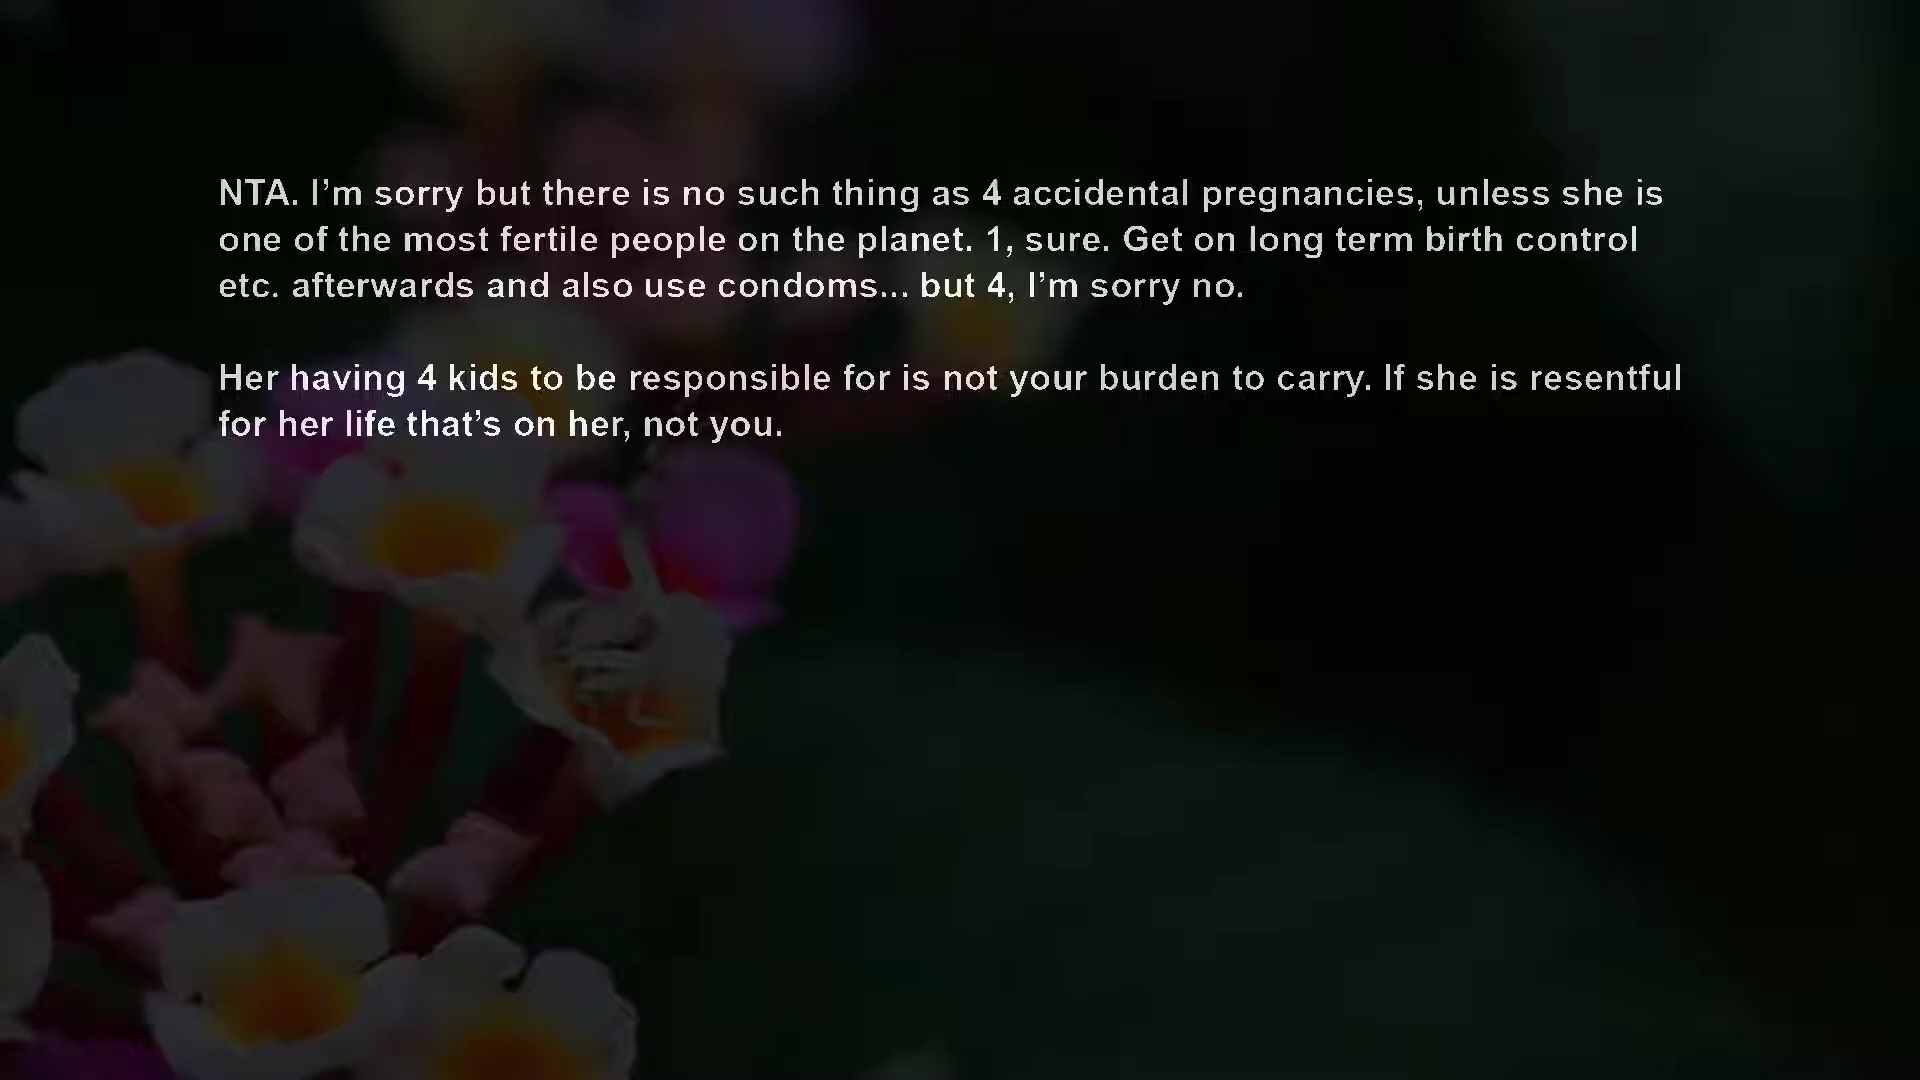 NTA. I’m sorry but there is no such thing as 4 accidental pregnancies, unless she is
one of the most fertile people on the planet. 1, sure. Get on long term birth control
etc. afterwards and also use condoms... but 4, I’m sorry no.
Her having 4 kids to be responsible for is not your burden to carry. If she is resentful
for her life that’s on her, not you.